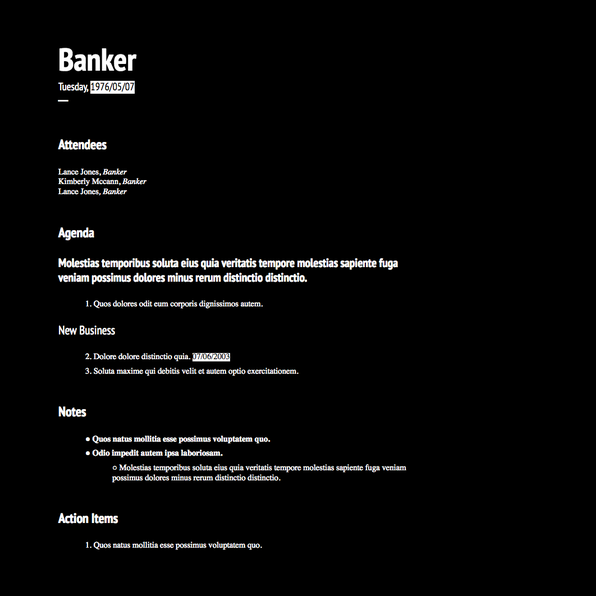 Banker
Tuesday, 1976/05/07
Attendees
Lance Jones, Banker
Kimberly Mccann, Banker
Lance Jones, Banker
Agenda
Molestias temporibus soluta eius quia veritatis tempore molestias sapiente fuga
veniam possimus dolores minus rerum distinctio distinctio.
1. Quos dolores odit eum corporis dignissimos autem.
New Business
2. Dolore dolore distinctio quia. 07/06/2003
3. Soluta maxime qui debitis velit et autem optio exercitationem.
Notes
● Quos natus mollitia esse possimus voluptatem quo.
● Odio impedit autem ipsa laboriosam.
○ Molestias temporibus soluta eius quia veritatis tempore molestias sapiente fuga veniam
possimus dolores minus rerum distinctio distinctio.
Action Items
1. Quos natus mollitia esse possimus voluptatem quo.